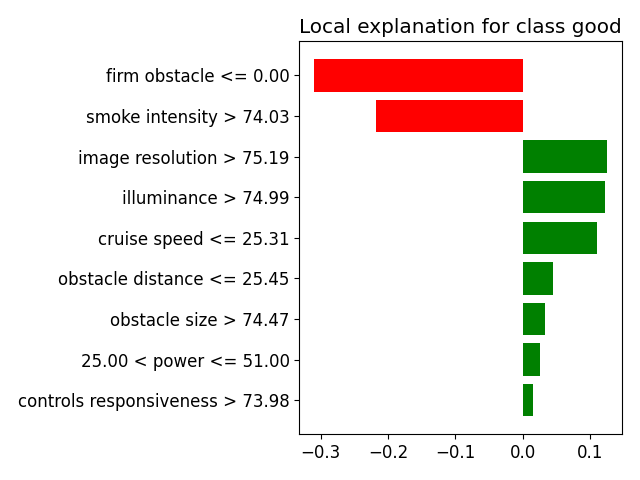 Local explanation for class good
firm obstacle <= 0.00
smoke intensity > 74.03
image resolution > 75.19
illuminance > 74.99
cruise speed <= 25.31
obstacle distance <= 25.45
obstacle size > 74.47
25.00 < power <= 51.00
controls responsiveness > 73.98
−0.3 −0.2 −0.1 0.0 0.1